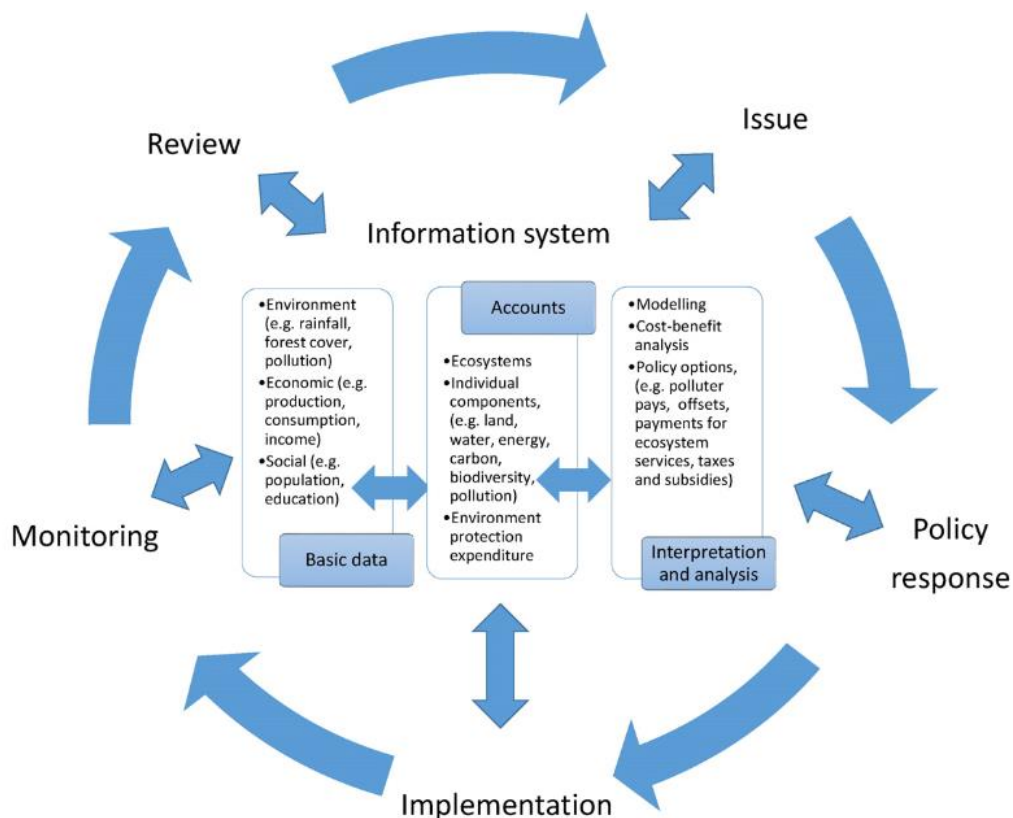 Review
Issue
Information system
•Environment
(e.g. rainfall,
forest cover,
pollution)
•Economic (e.g.
production,
consumption,
income)
•Social (e.g.
population,
education)
Basic data
Accounts
•Ecosystems
•Individual
components,
(e.g. land,
water, energy,
carbon,
biodiversity,
pollution)
•Environment
protection
expenditure
•Modelling
•Cost-benefit
analysis
•Policy options,
(e.g. polluter
pays, offsets,
payments for
ecosystem
services, taxes
and subsidies)
Interpretation
and analysis
Monitoring
Policy
response
Implementation